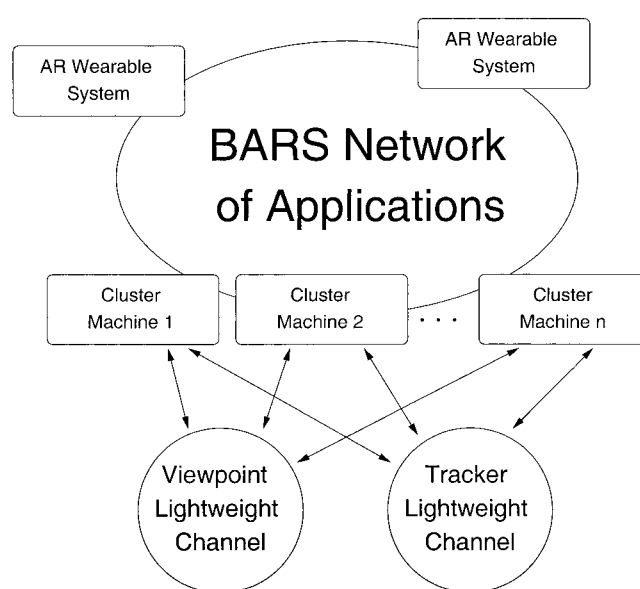 AR Wearable
System
AR Wearable
System
BARS Network
of Applications
Cluster
Machine 1
Cluster
Machine 2
. . . .
Cluster
Machine n
Viewpoint
Lightweight
Channel
Tracker
Lightweight
Channel